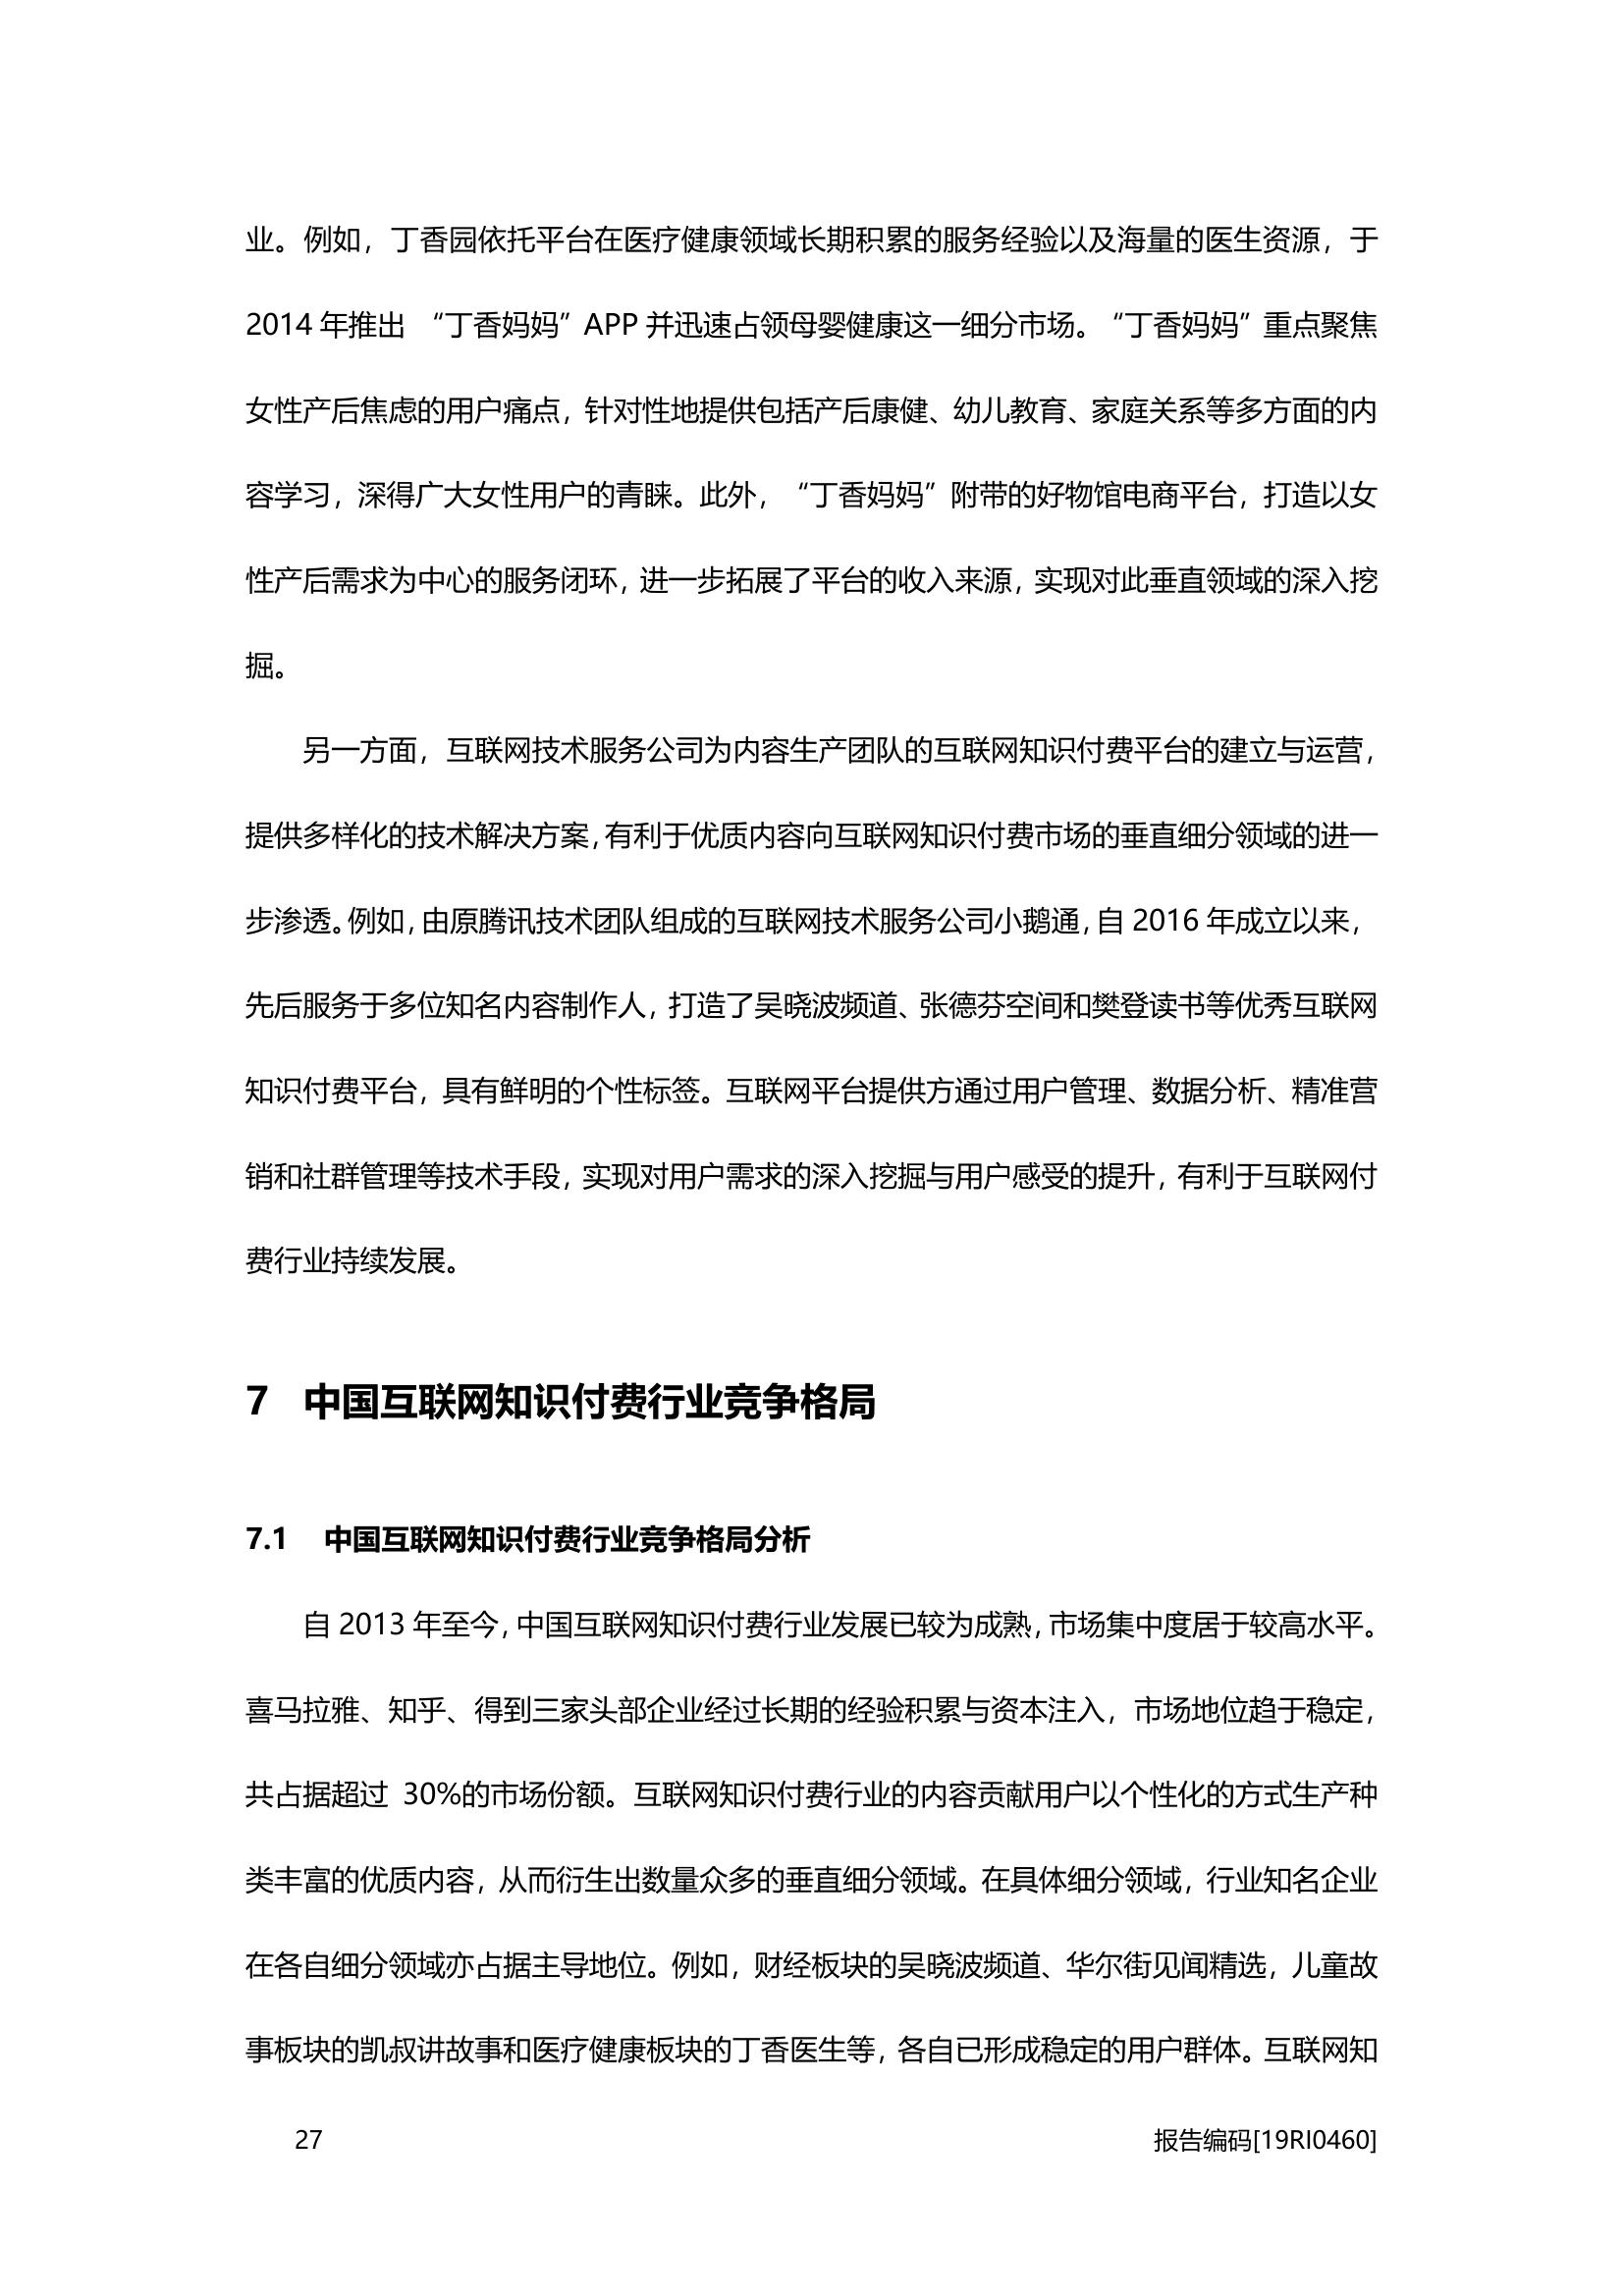 业。例如，丁香园依托平台在医疗健康领域长期积累的服务经验以及海量的医生资源，于
2014 年推出 “丁香妈妈”APP 并迅速占领母婴健康这一细分市场。“丁香妈妈”重点聚焦
女性产后焦虑的用户痛点，针对性地提供包括产后康健、幼儿教育、家庭关系等多方面的内
容学习，深得广大女性用户的青睐。此外，“丁香妈妈”附带的好物馆电商平台，打造以女
性产后需求为中心的服务闭环，进一步拓展了平台的收入来源，实现对此垂直领域的深入挖
掘。
另一方面，互联网技术服务公司为内容生产团队的互联网知识付费平台的建立与运营，
提供多样化的技术解决方案，有利于优质内容向互联网知识付费市场的垂直细分领域的进一
步渗透。例如，由原腾讯技术团队组成的互联网技术服务公司小鹅通，自 2016 年成立以来，
先后服务于多位知名内容制作人，打造了吴晓波频道、张德芬空间和樊登读书等优秀互联网
知识付费平台，具有鲜明的个性标签。互联网平台提供方通过用户管理、数据分析、精准营
销和社群管理等技术手段，实现对用户需求的深入挖掘与用户感受的提升，有利于互联网付
费行业持续发展。
7 中国互联网知识付费行业竞争格局
7.1 中国互联网知识付费行业竞争格局分析
自 2013 年至今，中国互联网知识付费行业发展已较为成熟，市场集中度居于较高水平。
喜马拉雅、知乎、得到三家头部企业经过长期的经验积累与资本注入，市场地位趋于稳定，
共占据超过 30%的市场份额。互联网知识付费行业的内容贡献用户以个性化的方式生产种
类丰富的优质内容，从而衍生出数量众多的垂直细分领域。在具体细分领域，行业知名企业
在各自细分领域亦占据主导地位。例如，财经板块的吴晓波频道、华尔街见闻精选，儿童故
事板块的凯叔讲故事和医疗健康板块的丁香医生等，各自已形成稳定的用户群体。互联网知
27 报告编码[19RI0460]